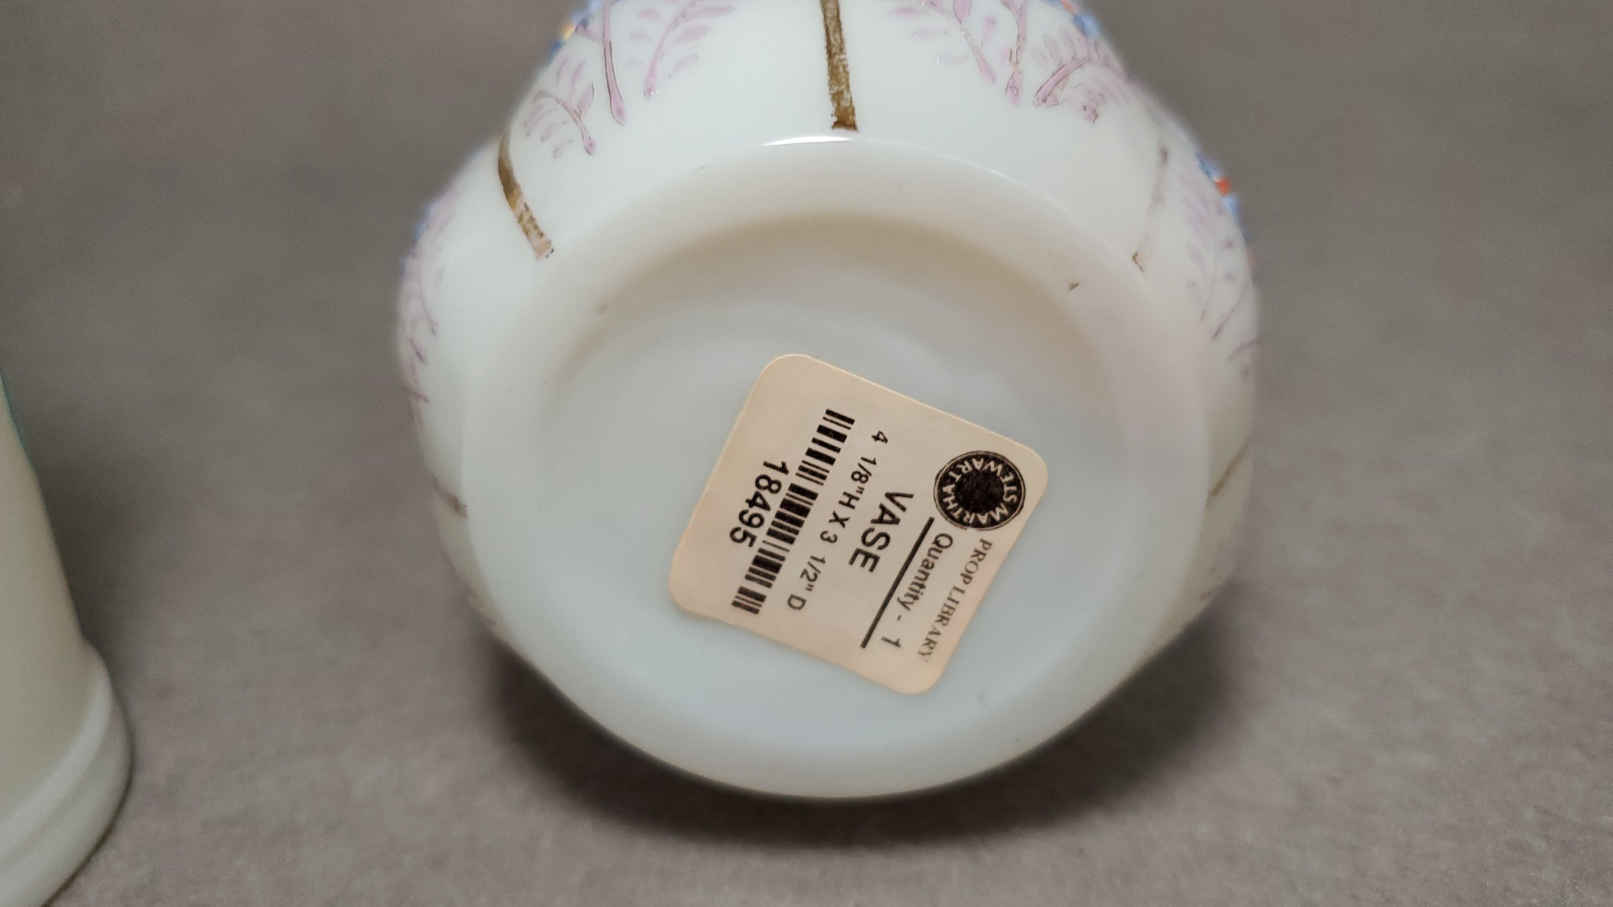 MARTHA STEWART
PROP LIBRARY
Quantity - 1
VASE
4 1/8" H X 3 1/2" D
18495